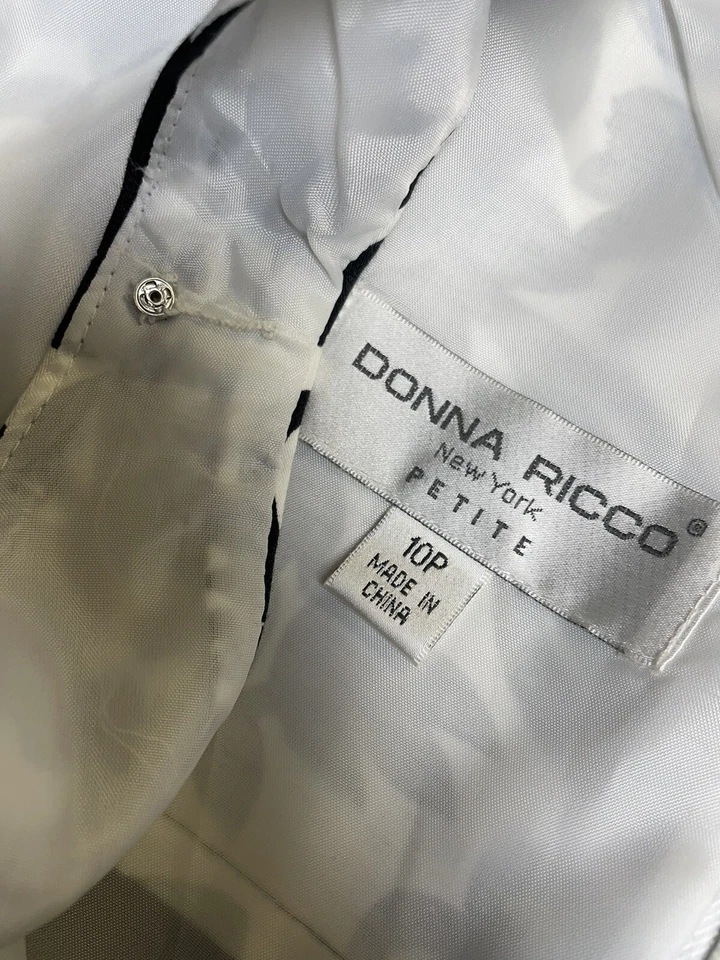 DONNA RICCO®
New York
PETITE
10P
MADE IN
CHINA